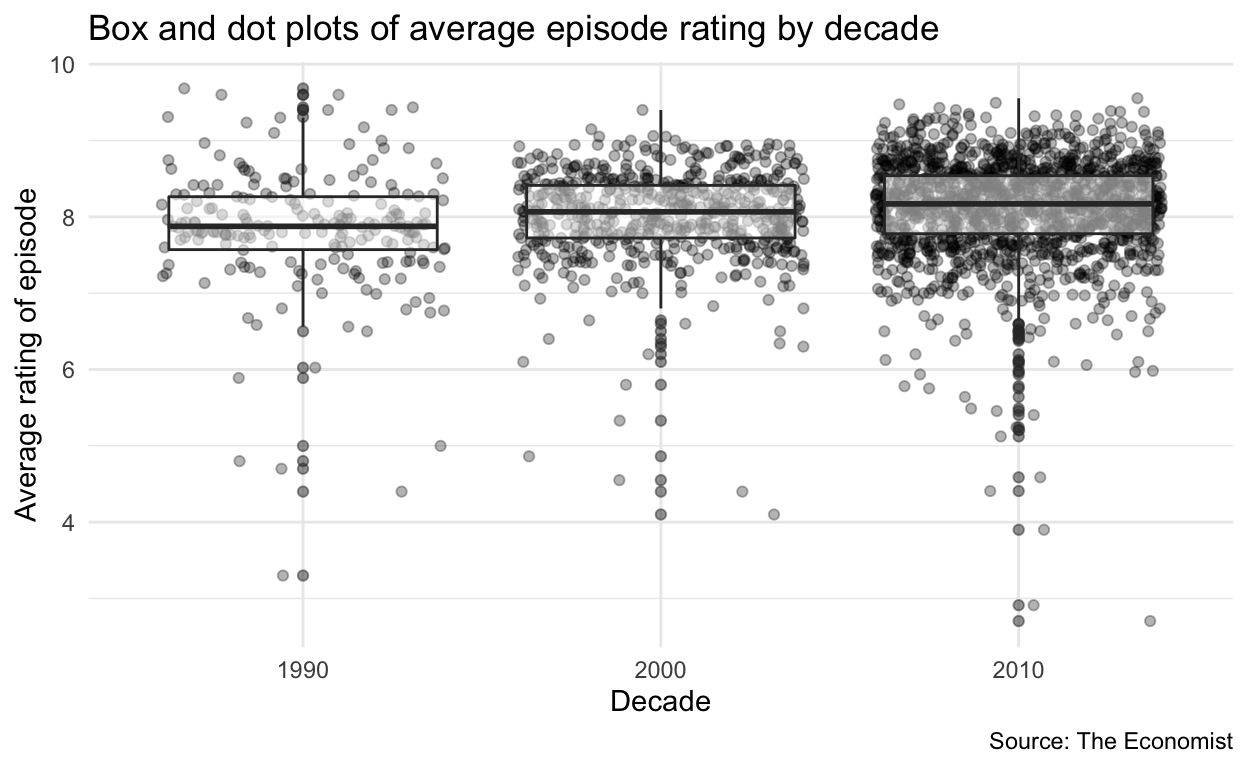 Box and dot plots of average episode rating by decade
10
8
6
4
Average rating of episode
1990 2000 2010
Decade
Source: The Economist